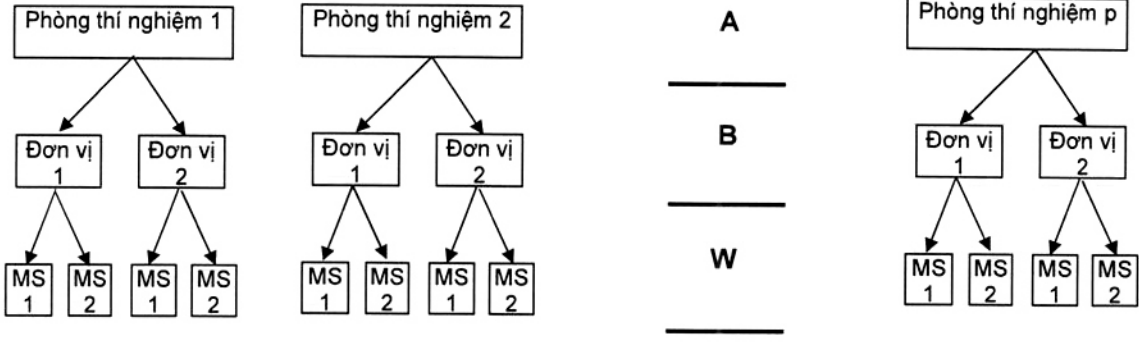 Phòng thí nghiệm 1
Phòng thí nghiệm 2
A
Phòng thí nghiệm p
B
Đơn vị
1
Đơn vị
2
Đơn vị
1
Đơn vị
2
Đơn vị
1
Đơn vị
2
W
MS
1
MS
2
MS
1
MS
2
MS
1
MS
2
MS
1
MS
2
MS
1
MS
2
MS
1
MS
2